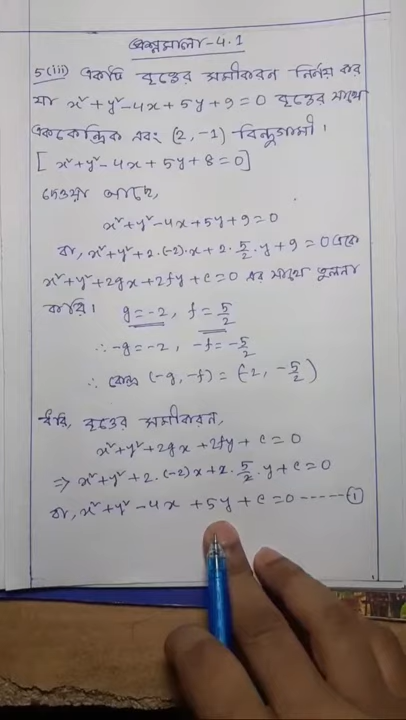 প্রশ্নমালা-4.1
5(iii) একটি বৃত্তের সমীকরন নির্নয় কর
যা x²+y²-4x+5y+9=0 বৃত্তের সাথে
এককেন্দ্রিক এবং (2,-1) বিন্দুগামী।
[x²+y²-4x+5y+8=0]
দেওয়া আছে,
x²+y²-4x+5y+9=0
বা, x²+y²+2.(-2).x+2.5/2.y+9=0 একে
x²+y²+2gx+2fy+c=0 এর সাথে তুলনা
করি। g=-2, f=5/2
∴ -g=-2, -f=-5/2
∴ কেন্দ্র (-g,-f)=(-2,-5/2)
ধরি, বৃত্তের সমীকরন,
x²+y²+2gx+2fy+c=0
⇒ x²+y²+2.(-2)x+2.5/2.y+c=0
বা, x²+y²-4x+5y+c=0 -----①